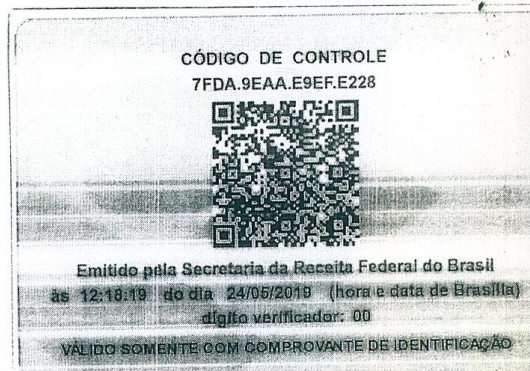 CÓDIGO DE CONTROLE
7FDA.9EAA.E9EF.E228
Emitido pela Secretaria da Receita Federal do Brasil
às 12:18:19 do dia 24/05/2019 (hora e data de Brasília)
dígito verificador: 00
VÁLIDO SOMENTE COM COMPROVANTE DE IDENTIFICAÇÃO